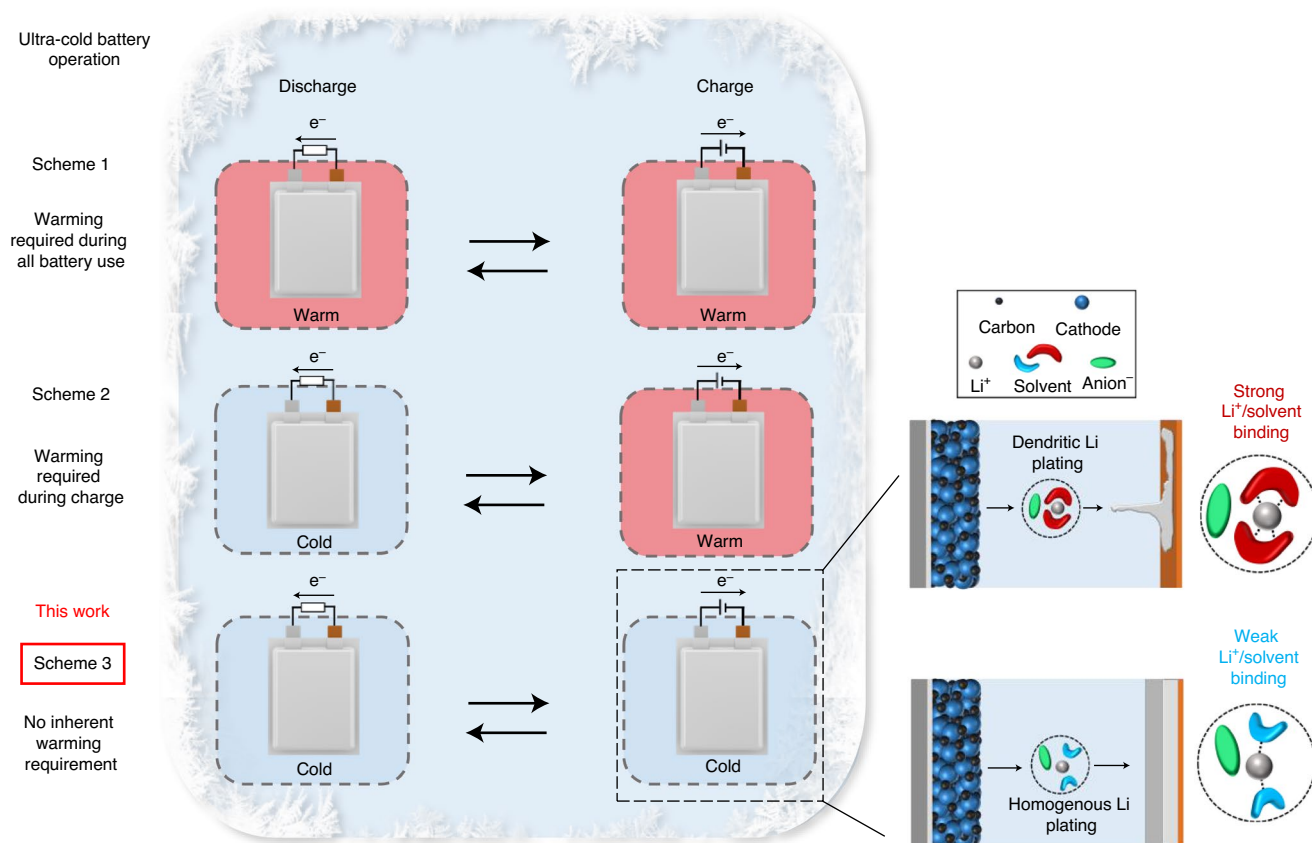 Ultra-cold battery
operation
Discharge
Charge
e⁻
e⁻
Scheme 1
Warming
required during
all battery use
Warm
Warm
e⁻
e⁻
Scheme 2
Warming
required
during charge
Cold
Warm
e⁻
e⁻
This work
Scheme 3
No inherent
warming
requirement
Cold
Cold
Carbon
Cathode
Li⁺
Solvent
Anion⁻
Dendritic Li
plating
Strong
Li⁺/solvent
binding
Homogenous Li
plating
Weak
Li⁺/solvent
binding